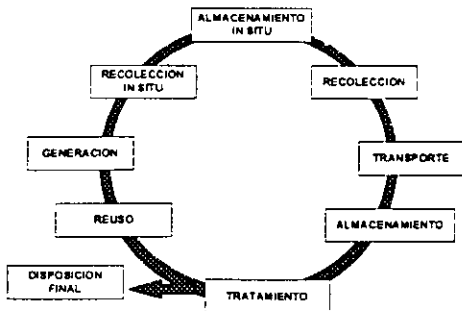 ALMACENAMIENTO
IN SITU
RECOLECCION
IN SITU
RECOLECCION
GENERACION
TRANSPORTE
REUSO
ALMACENAMIENTO
DISPOSICION
FINAL
TRATAMIENTO